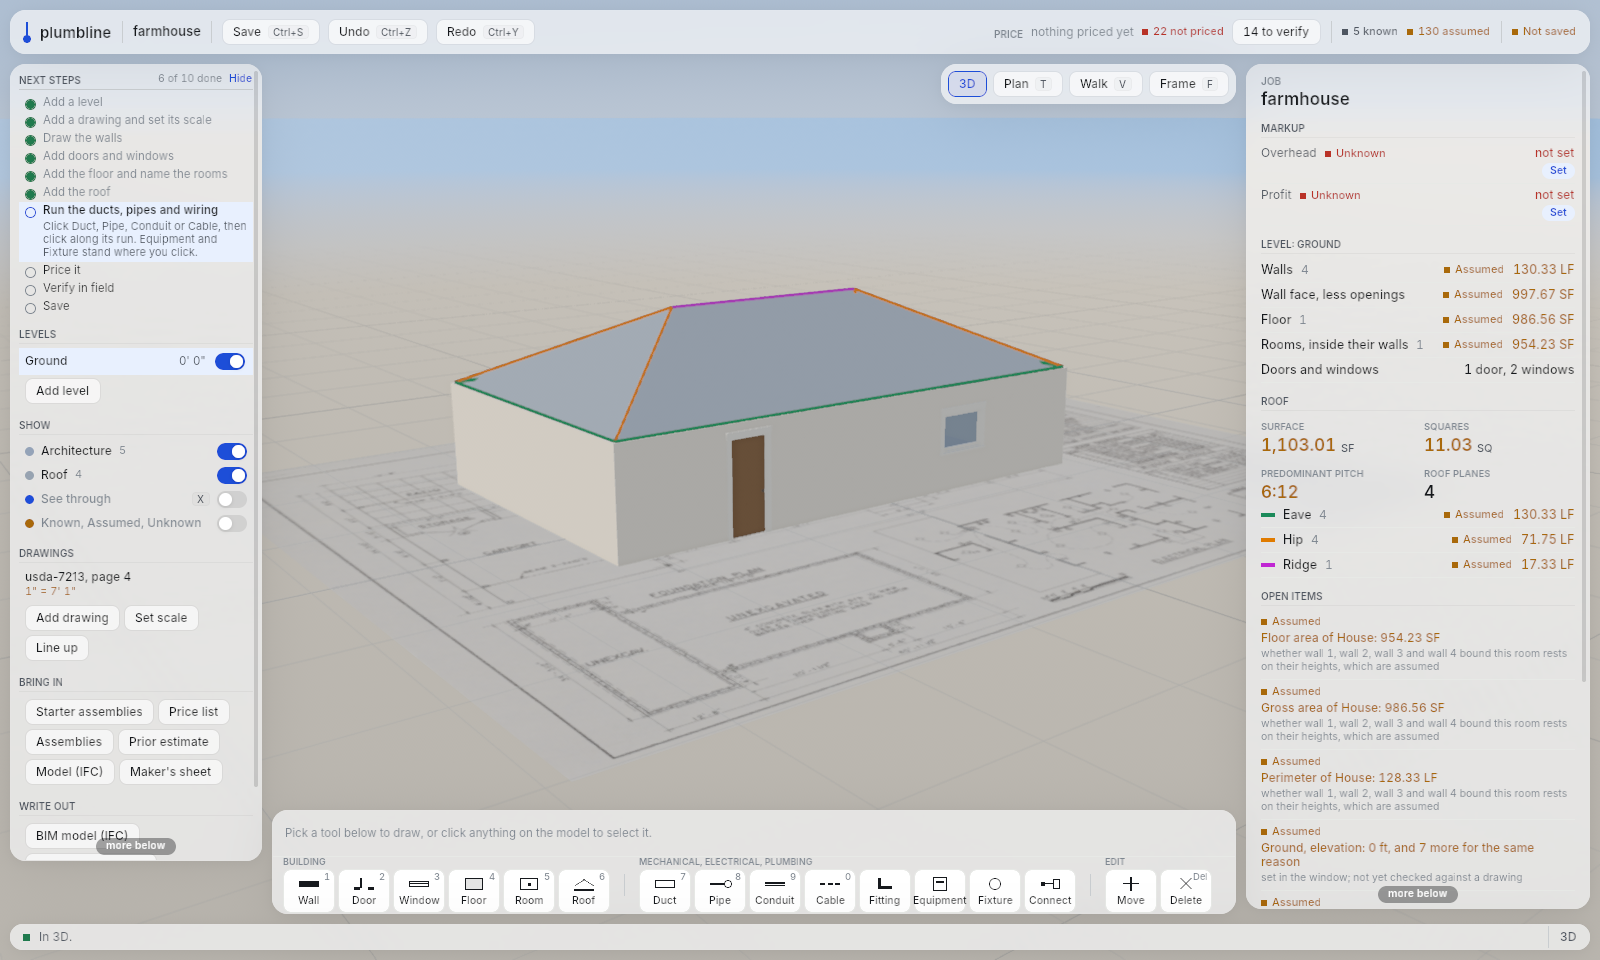 plumbline
farmhouse
Save Ctrl+S
Undo Ctrl+Z
Redo Ctrl+Y
PRICE nothing priced yet
22 not priced
14 to verify
5 known
130 assumed
Not saved
NEXT STEPS 6 of 10 done Hide
Add a level
Add a drawing and set its scale
Draw the walls
Add doors and windows
Add the floor and name the rooms
Add the roof
Run the ducts, pipes and wiring
Click Duct, Pipe, Conduit or Cable, then
click along its run. Equipment and
Fixture stand where you click.
Price it
Verify in field
Save
LEVELS
Ground 0' 0"
Add level
SHOW
Architecture 5
Roof 4
See through X
Known, Assumed, Unknown
DRAWINGS
usda-7213, page 4
1" = 7' 1"
Add drawing
Set scale
Line up
BRING IN
Starter assemblies
Price list
Assemblies
Prior estimate
Model (IFC)
Maker's sheet
WRITE OUT
BIM model (IFC)
more below
3D
Plan T
Walk V
Frame F
FOUNDATION PLAN
UNEXCAVATED
Pick a tool below to draw, or click anything on the model to select it.
BUILDING
Wall 1
Door 2
Window 3
Floor 4
Room 5
Roof 6
MECHANICAL, ELECTRICAL, PLUMBING
Duct 7
Pipe 8
Conduit 9
Cable 0
Fitting
Equipment
Fixture
Connect
EDIT
Move
Delete Del
JOB
farmhouse
MARKUP
Overhead Unknown not set
Set
Profit Unknown not set
Set
LEVEL: GROUND
Walls 4 Assumed 130.33 LF
Wall face, less openings Assumed 997.67 SF
Floor 1 Assumed 986.56 SF
Rooms, inside their walls 1 Assumed 954.23 SF
Doors and windows 1 door, 2 windows
ROOF
SURFACE SQUARES
1,103.01 SF 11.03 SQ
PREDOMINANT PITCH ROOF PLANES
6:12 4
Eave 4 Assumed 130.33 LF
Hip 4 Assumed 71.75 LF
Ridge 1 Assumed 17.33 LF
OPEN ITEMS
Assumed
Floor area of House: 954.23 SF
whether wall 1, wall 2, wall 3 and wall 4 bound this room rests
on their heights, which are assumed
Assumed
Gross area of House: 986.56 SF
whether wall 1, wall 2, wall 3 and wall 4 bound this room rests
on their heights, which are assumed
Assumed
Perimeter of House: 128.33 LF
whether wall 1, wall 2, wall 3 and wall 4 bound this room rests
on their heights, which are assumed
Assumed
Ground, elevation: 0 ft, and 7 more for the same
reason
set in the window; not yet checked against a drawing
Assumed
more below
In 3D.
3D